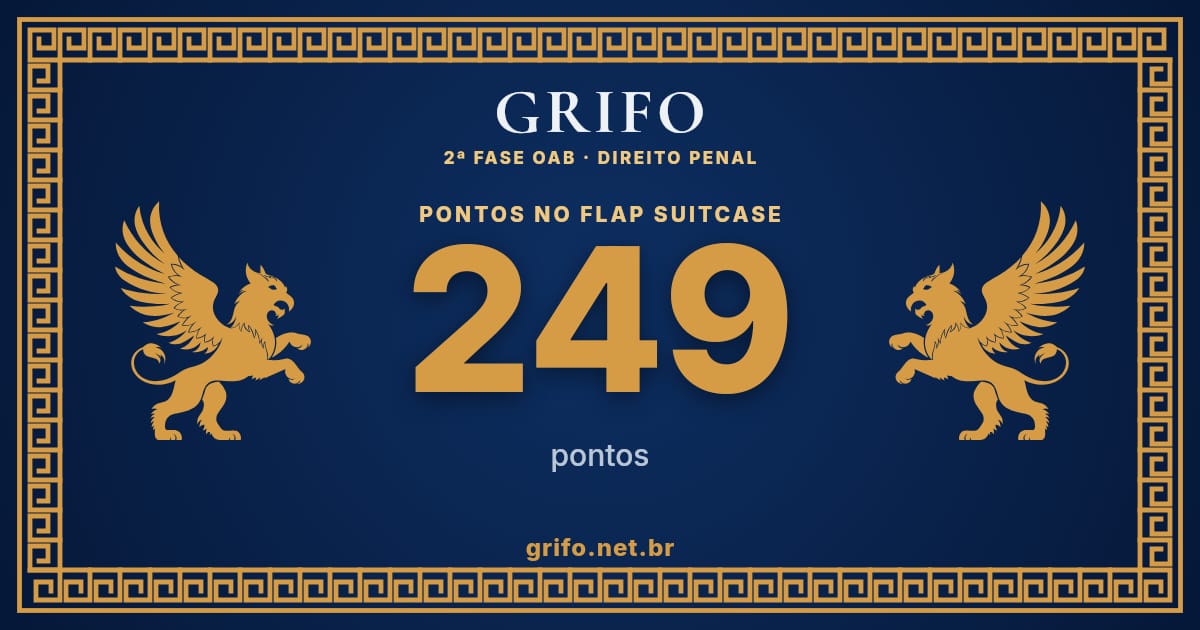 GRIFO
2ª FASE OAB · DIREITO PENAL
PONTOS NO FLAP SUITCASE
249
pontos
grifo.net.br